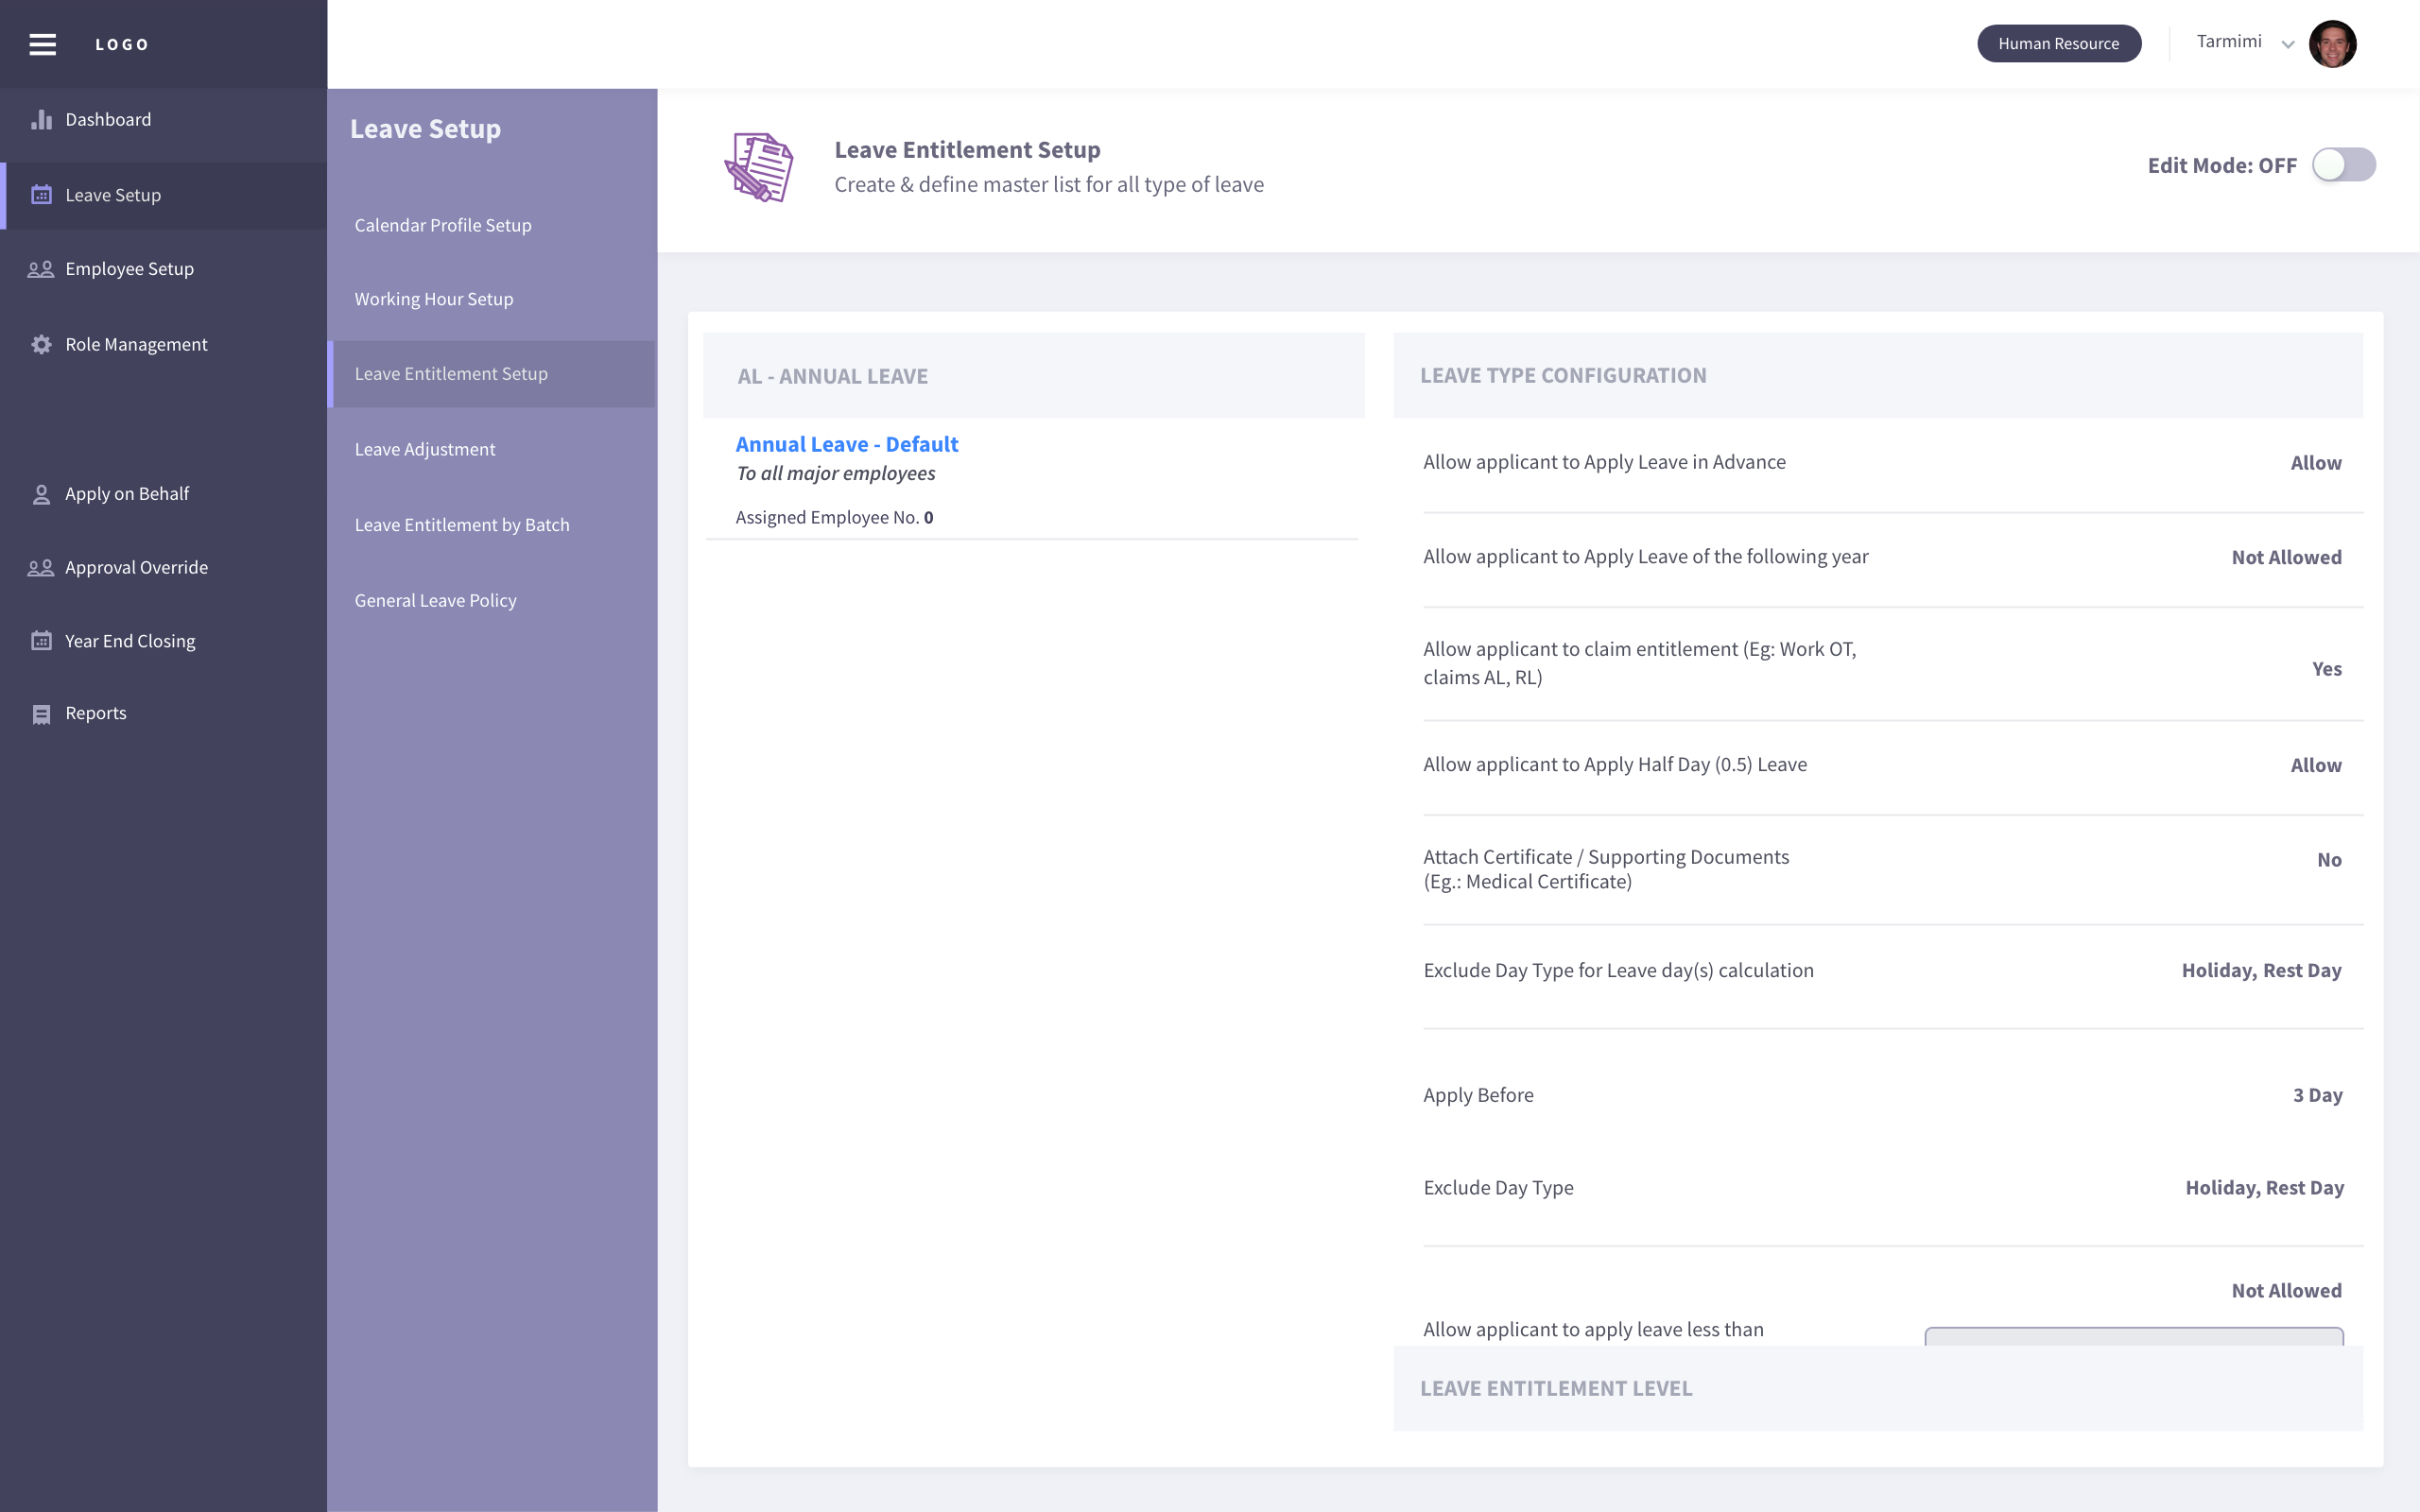 LOGO
Human Resource
Tarmimi
Dashboard
Leave Setup
Employee Setup
Role Management
Apply on Behalf
Approval Override
Year End Closing
Reports
Leave Setup
Calendar Profile Setup
Working Hour Setup
Leave Entitlement Setup
Leave Adjustment
Leave Entitlement by Batch
General Leave Policy
Leave Entitlement Setup
Create & define master list for all type of leave
Edit Mode: OFF
AL - ANNUAL LEAVE
Annual Leave - Default
To all major employees
Assigned Employee No. 0
LEAVE TYPE CONFIGURATION
Allow applicant to Apply Leave in Advance
Allow
Allow applicant to Apply Leave of the following year
Not Allowed
Allow applicant to claim entitlement (Eg: Work OT,
claims AL, RL)
Yes
Allow applicant to Apply Half Day (0.5) Leave
Allow
Attach Certificate / Supporting Documents
(Eg.: Medical Certificate)
No
Exclude Day Type for Leave day(s) calculation
Holiday, Rest Day
Apply Before
3 Day
Exclude Day Type
Holiday, Rest Day
Not Allowed
Allow applicant to apply leave less than
LEAVE ENTITLEMENT LEVEL